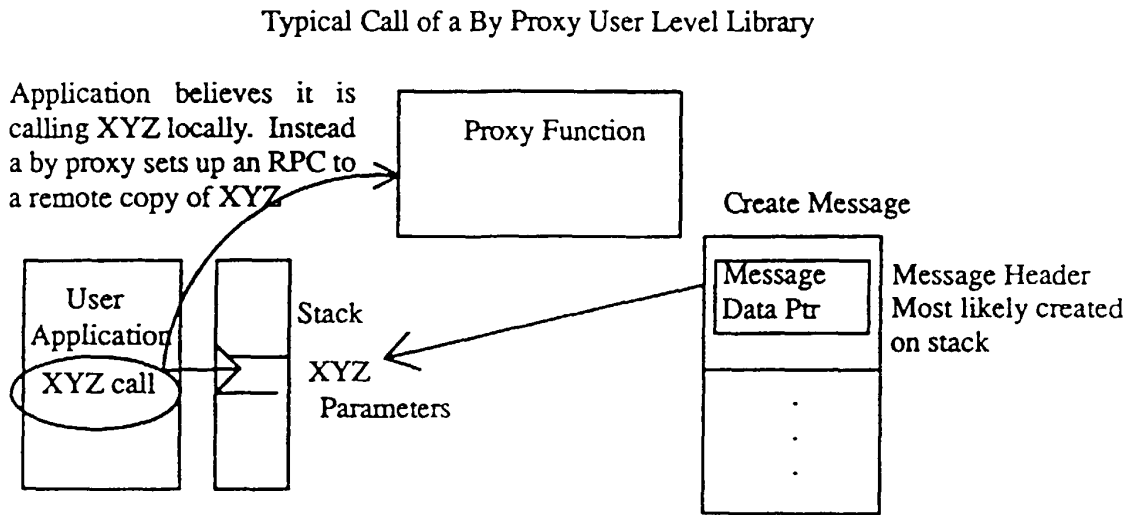 Typical Call of a By Proxy User Level Library
Application believes it is
calling XYZ locally. Instead
a by proxy sets up an RPC to
a remote copy of XYZ
Proxy Function
Create Message
Message
Data Ptr
Message Header
Most likely created
on stack
User
Application
XYZ call
Stack
XYZ
Parameters